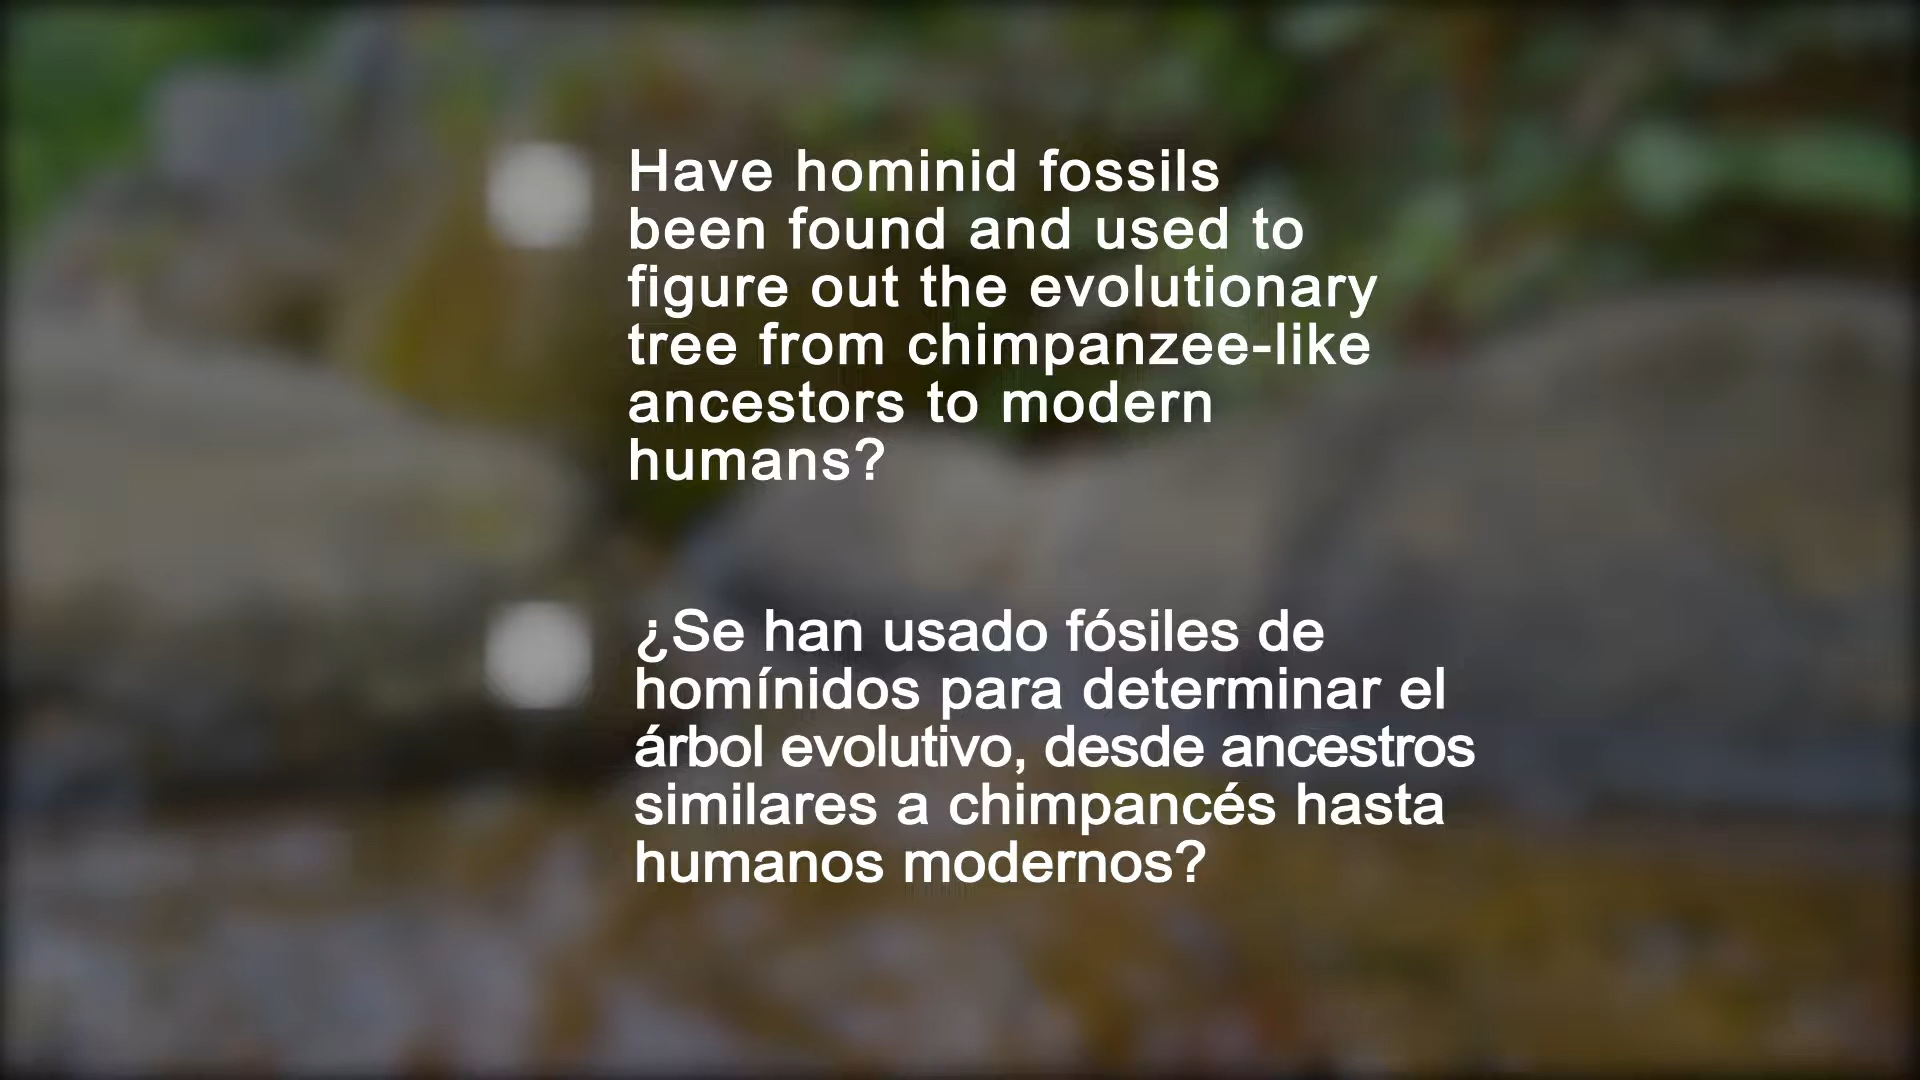 Have hominid fossils
been found and used to
figure out the evolutionary
tree from chimpanzee-like
ancestors to modern
humans?
¿Se han usado fósiles de
homínidos para determinar el
árbol evolutivo, desde ancestros
similares a chimpancés hasta
humanos modernos?